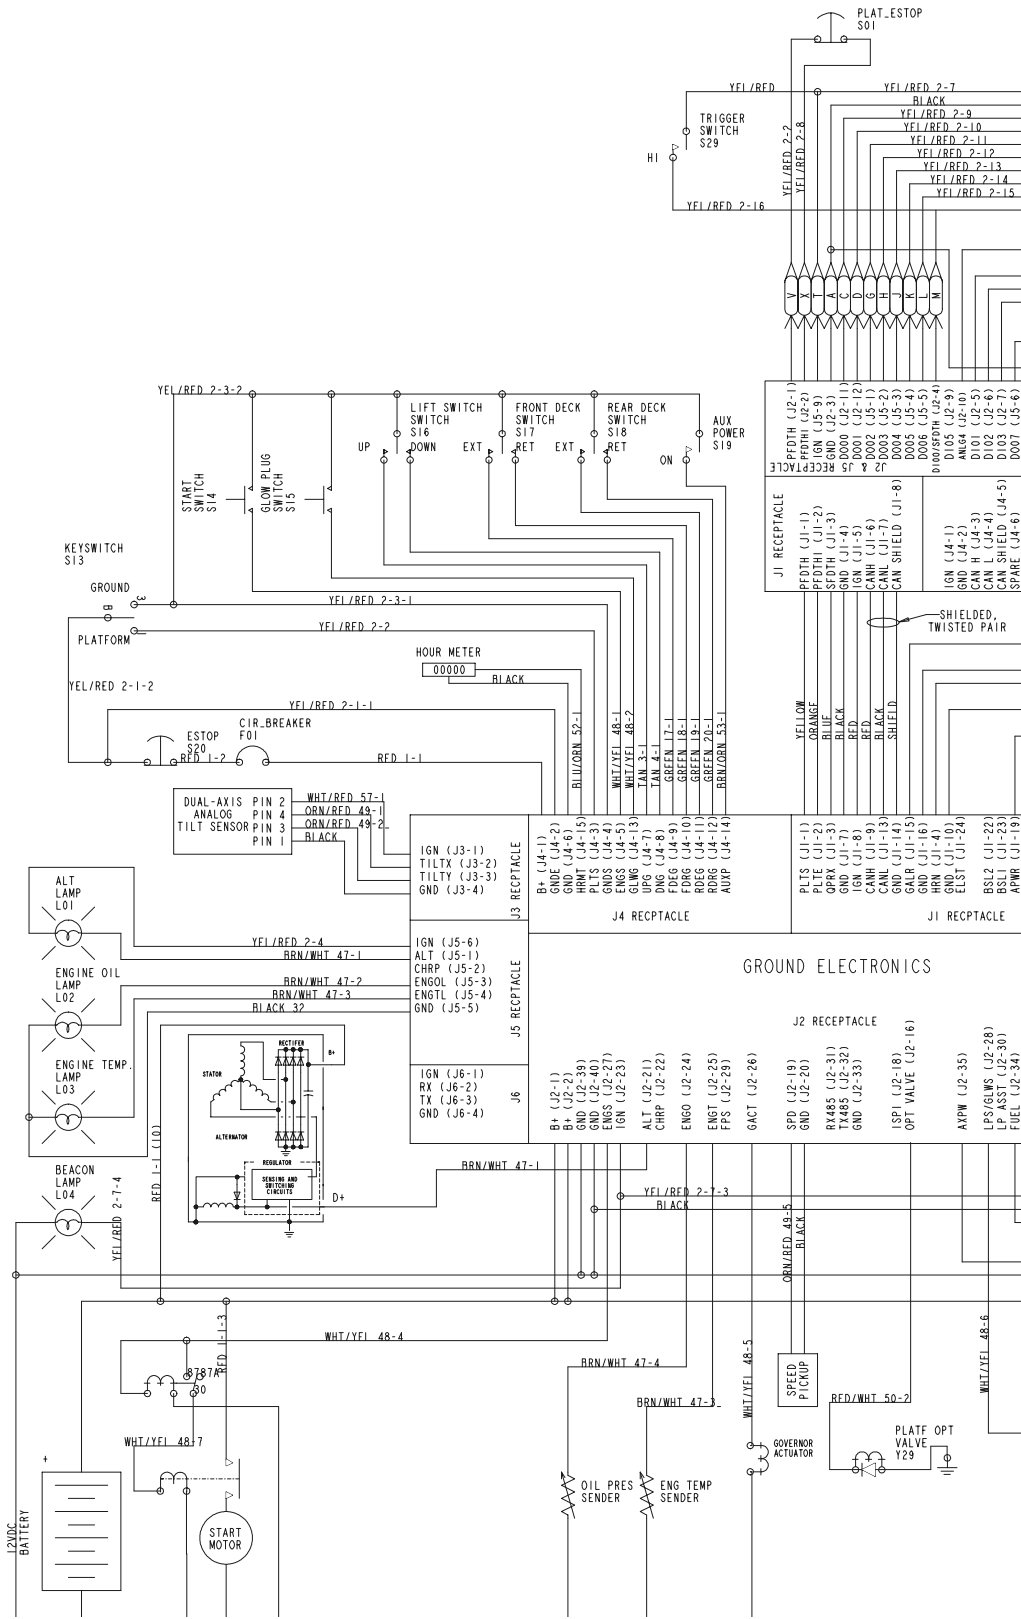 PLAT_ESTOP
S01
YEL/RED
YEL/RED 2-7
BLACK
YEL/RED 2-9
YEL/RED 2-10
YEL/RED 2-11
YEL/RED 2-12
YEL/RED 2-13
YEL/RED 2-14
YEL/RED 2-15
TRIGGER
SWITCH
S29
HI
YEL/RED 2-2
YEL/RED 2-8
YEL/RED 2-16
V
X
T
A
C
D
G
H
J
K
L
M
PFDTH (J2-1)
PFDTHI (J2-2)
IGN (J5-9)
GND (J2-3)
DO00 (J2-11)
DO01 (J2-12)
DO02 (J5-1)
DO03 (J5-2)
DO04 (J5-3)
DO05 (J5-4)
DO06 (J5-5)
DIO0/SFDTH (J2-4)
DIO5 (J2-9)
ANLG4 (J2-10)
DIO1 (J2-5)
DIO2 (J2-6)
DIO3 (J2-7)
DO07 (J5-6)
J2 & J5 RECEPTACLE
J1 RECEPTACLE
PFDTH (J1-1)
PFDTHI (J1-2)
SFDTH (J1-3)
GND (J1-4)
IGN (J1-5)
CANH (J1-6)
CANL (J1-7)
CAN SHIELD (J1-8)
IGN (J4-1)
GND (J4-2)
CAN H (J4-3)
CAN L (J4-4)
CAN SHIELD (J4-5)
SPARE (J4-6)
SHIELDED,
TWISTED PAIR
YELLOW
ORANGE
BLUE
BLACK
RED
RED
BLACK
SHIELD
YEL/RED 2-3-2
LIFT SWITCH
SWITCH
S16
UP
DOWN
FRONT DECK
SWITCH
S17
EXT
RET
REAR DECK
SWITCH
S18
EXT
RET
AUX
POWER
S19
ON
START
SWITCH
S14
GLOW PLUG
SWITCH
S15
KEYSWITCH
S13
GROUND
3
B
1
PLATFORM
YEL/RED 2-3-1
YEL/RED 2-2
HOUR METER
00000
BLACK
YEL/RED 2-1-2
YEL/RED 2-1-1
ESTOP
S20
CIR_BREAKER
F01
RED 1-2
RED 1-1
BLU/ORN 52-1
WHT/YEL 48-1
WHT/YEL 48-2
TAN 3-1
TAN 4-1
GREEN 17-1
GREEN 18-1
GREEN 19-1
GREEN 20-1
BRN/ORN 53-1
DUAL-AXIS
ANALOG
TILT SENSOR
PIN 2
PIN 4
PIN 3
PIN 1
WHT/RED 57-1
ORN/RED 49-1
ORN/RED 49-2
BLACK
IGN (J3-1)
TILTX (J3-2)
TILTY (J3-3)
GND (J3-4)
J3 RECPTACLE
B+ (J4-1)
GNDE (J4-2)
GND (J4-6)
HRMT (J4-15)
PLTS (J4-3)
GNDS (J4-4)
ENGS (J4-5)
GLWG (J4-13)
UPG (J4-7)
DNG (J4-8)
FDEG (J4-9)
FDRG (J4-10)
RDEG (J4-11)
RDRG (J4-12)
AUXP (J4-14)
J4 RECPTACLE
PLTS (J1-1)
PLTE (J1-2)
QPRX (J1-3)
GND (J1-7)
IGN (J1-8)
CANH (J1-9)
CANL (J1-13)
GND (J1-14)
GALR (J1-15)
GND (J1-16)
HRN (J1-4)
GND (J1-10)
ELST (J1-24)
BSL2 (J1-22)
BSL1 (J1-23)
APWR (J1-19)
J1 RECPTACLE
ALT
LAMP
L01
YEL/RED 2-4
BRN/WHT 47-1
ENGINE OIL
LAMP
L02
BRN/WHT 47-2
BRN/WHT 47-3
BLACK 32
ENGINE TEMP.
LAMP
L03
IGN (J5-6)
ALT (J5-1)
CHRP (J5-2)
ENGOL (J5-3)
ENGTL (J5-4)
GND (J5-5)
J5 RECPTACLE
GROUND ELECTRONICS
J2 RECEPTACLE
IGN (J6-1)
RX (J6-2)
TX (J6-3)
GND (J6-4)
J6
B+ (J2-1)
B+ (J2-2)
GND (J2-39)
GND (J2-40)
ENGS (J2-27)
IGN (J2-23)
ALT (J2-21)
CHRP (J2-22)
ENGO (J2-24)
ENGT (J2-25)
FPS (J2-29)
GACT (J2-26)
SPD (J2-19)
GND (J2-20)
RX485 (J2-31)
TX485 (J2-32)
GND (J2-33)
ISPI (J2-18)
OPT VALVE (J2-16)
AXPW (J2-35)
LPS/GLWS (J2-28)
LP ASST (J2-30)
FUEL (J2-34)
RECTIFER
B+
STATOR
ALTERNATOR
REGULATOR
SENSING AND
SWITCHING
CIRCUITS
D+
RED 1-1 (10)
BRN/WHT 47-1
BEACON
LAMP
L04
YEL/RED 2-7-4
YEL/RED 2-7-3
BLACK
ORN/RED 49-5
BLACK
RED 1-1-3
WHT/YEL 48-4
8787A
30
WHT/YEL 48-7
BRN/WHT 47-4
BRN/WHT 47-3
WHT/YEL 48-5
SPEED
PICKUP
RED/WHT 50-2
WHT/YEL 48-6
PLATF OPT
VALVE
Y29
GOVERNOR
ACTUATOR
OIL PRES
SENDER
ENG TEMP
SENDER
+
12VDC
BATTERY
START
MOTOR